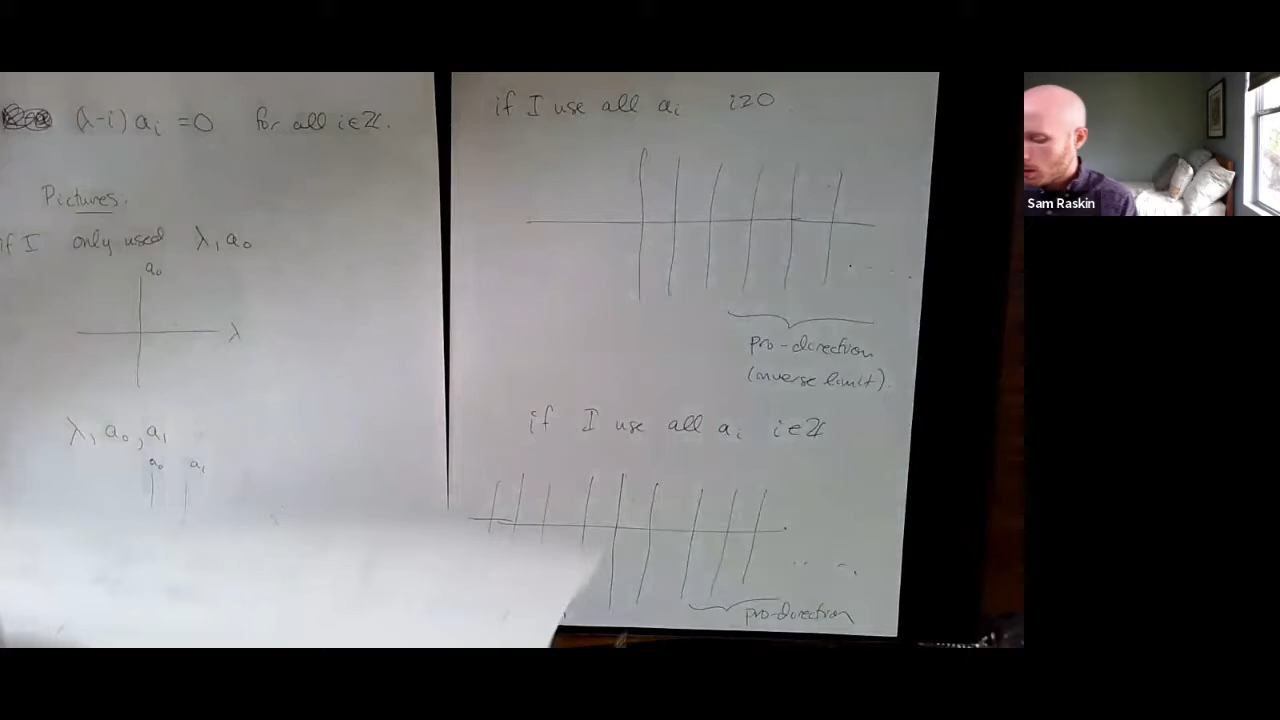 (λ-i) aᵢ = 0 for all i∈ℤ.
Pictures:
if I only used λ, a₀
a₀
λ
λ, a₀, a₁
a₀ a₁
if I use all aᵢ i≥0.
....
pro-direction
(inverse limit).
if I use all aᵢ i∈ℤ
pro-direction
Sam Raskin